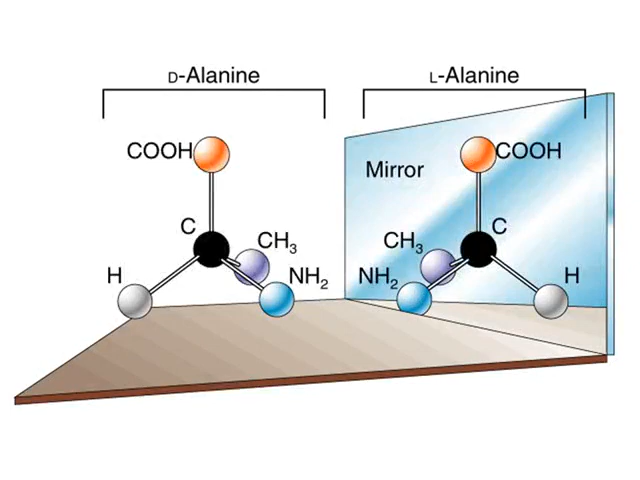 D-Alanine
L-Alanine
COOH
COOH
Mirror
C
C
CH₃
CH₃
H
NH₂
NH₂
H